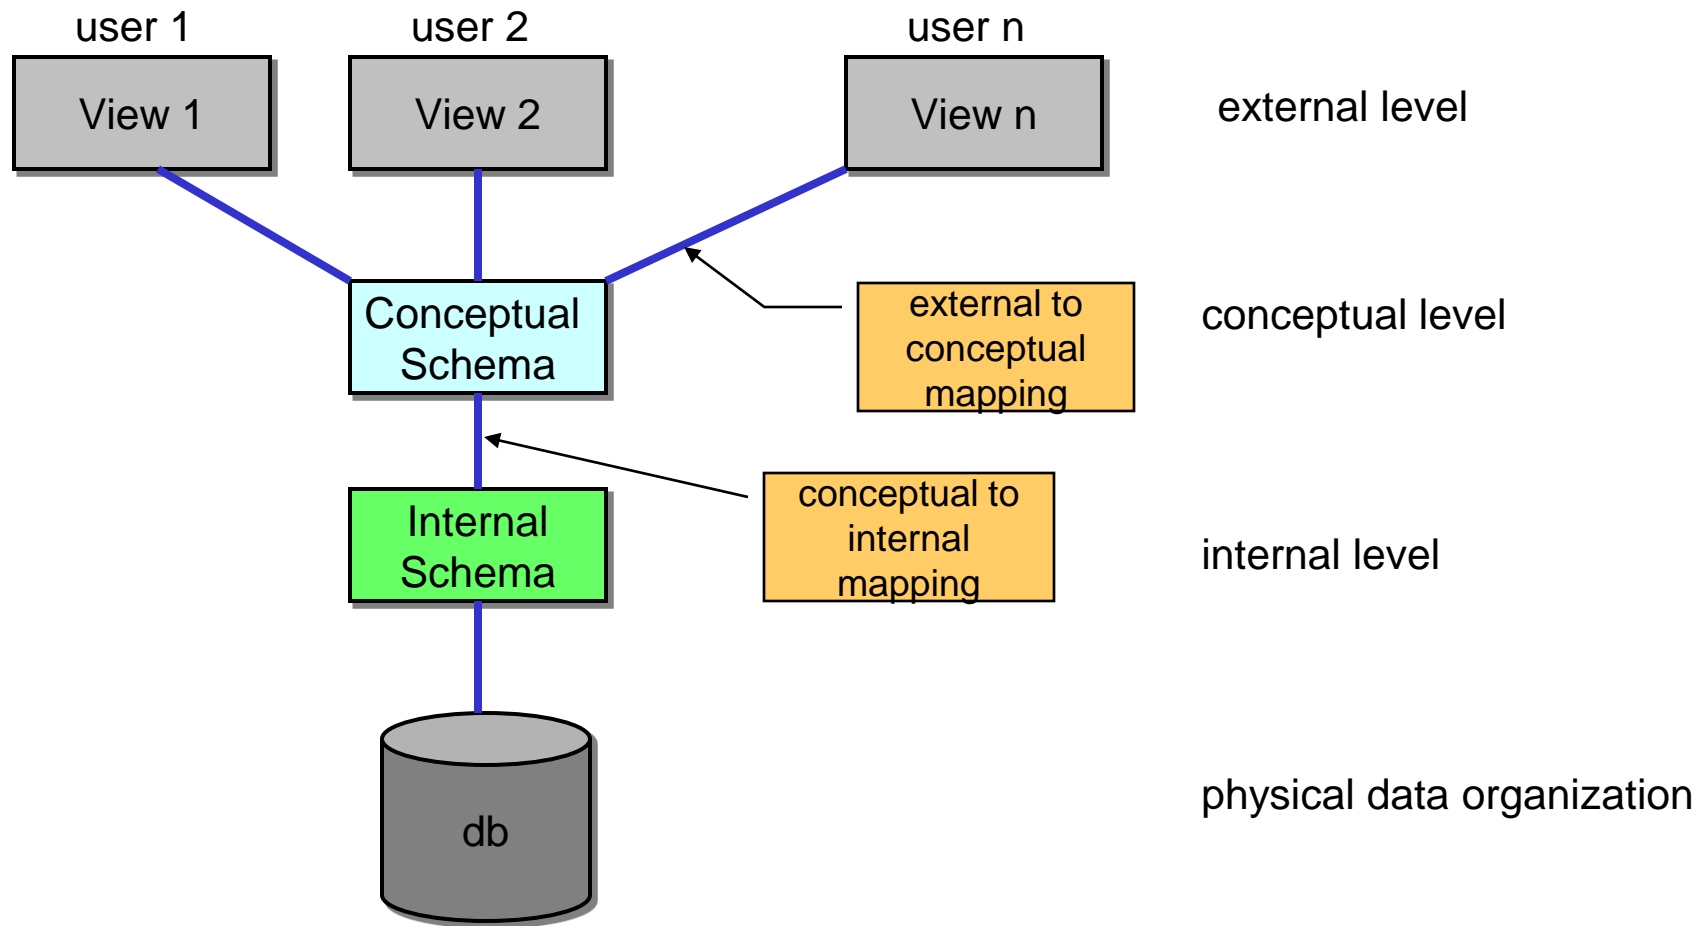 user 1
user 2
user n
View 1
View 2
View n
external level
Conceptual
Schema
external to
conceptual
mapping
conceptual level
Internal
Schema
conceptual to
internal
mapping
internal level
db
physical data organization